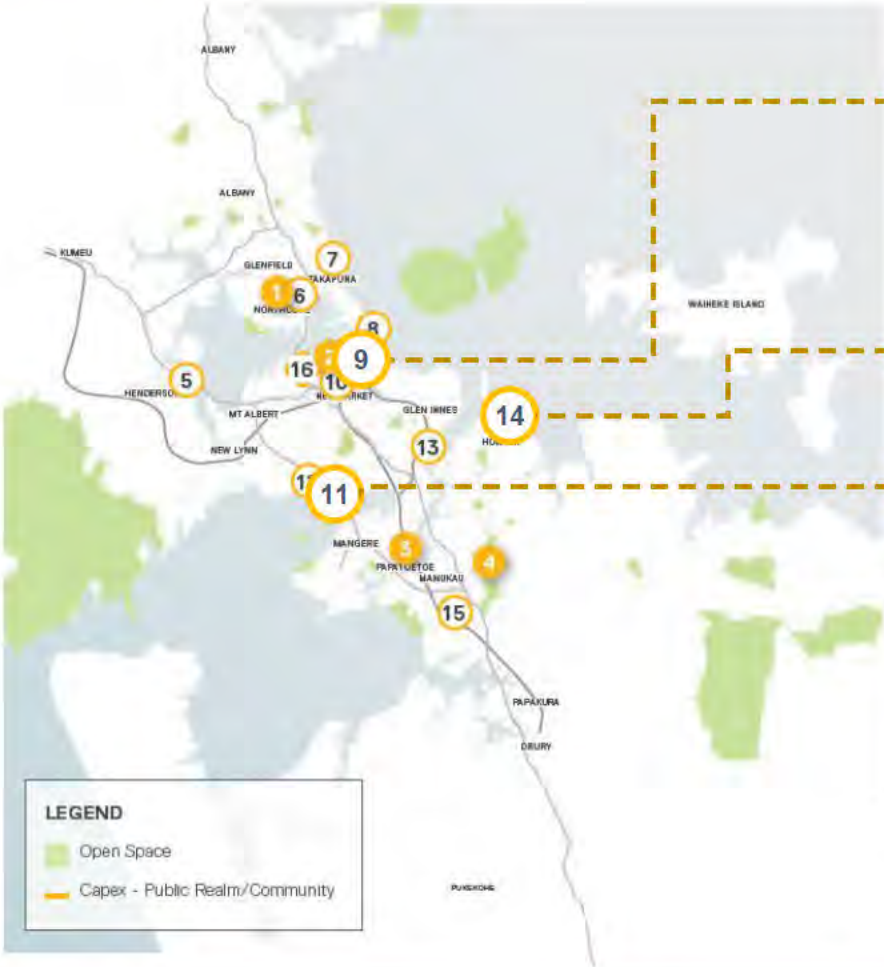 ALBANY
ALBANY
KUMEU
GLENFIELD
7
TAKAPUNA
1
6
WAIHEKE ISLAND
8
9
16
10
5
HENDERSON
14
MT ALBERT
GLEN INNES
13
NEW LYNN
11
MANGERE
3
4
PAPATOETOE
MANUKAU
15
PAPAKURA
DRURY
LEGEND
Open Space
Capex - Public Realm/Community
PUKEKOHE